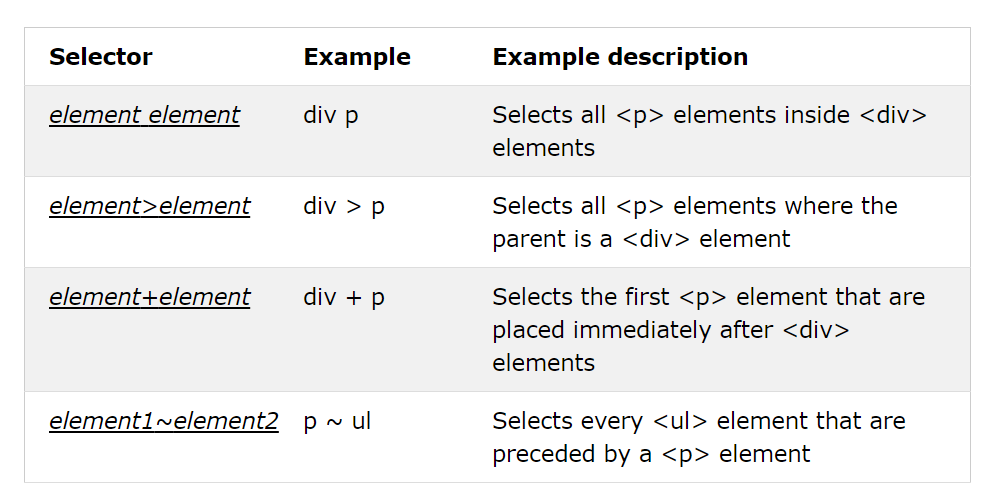 Selector Example Example description
element element div p Selects all <p> elements inside <div>
elements
element>element div > p Selects all <p> elements where the
parent is a <div> element
element+element div + p Selects the first <p> element that are
placed immediately after <div>
elements
element1~element2 p ~ ul Selects every <ul> element that are
preceded by a <p> element